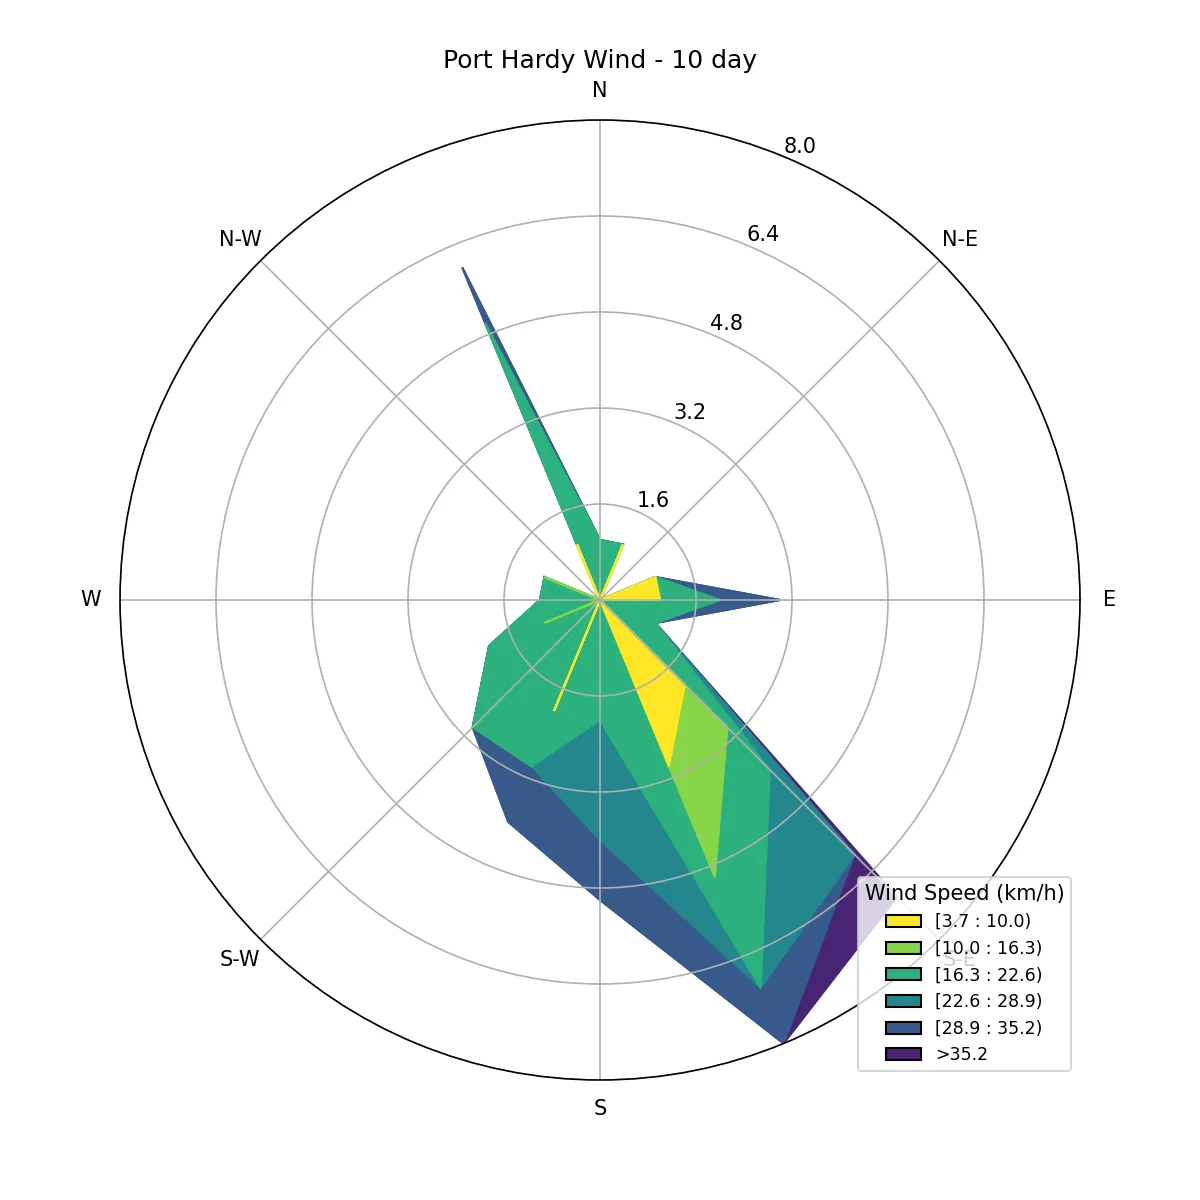 Port Hardy Wind - 10 day
N
8.0
N-W
N-E
6.4
4.8
3.2
1.6
W
E
Wind Speed (km/h)
[3.7 : 10.0)
[10.0 : 16.3)
S-W
S-E
[16.3 : 22.6)
[22.6 : 28.9)
[28.9 : 35.2)
>35.2
S